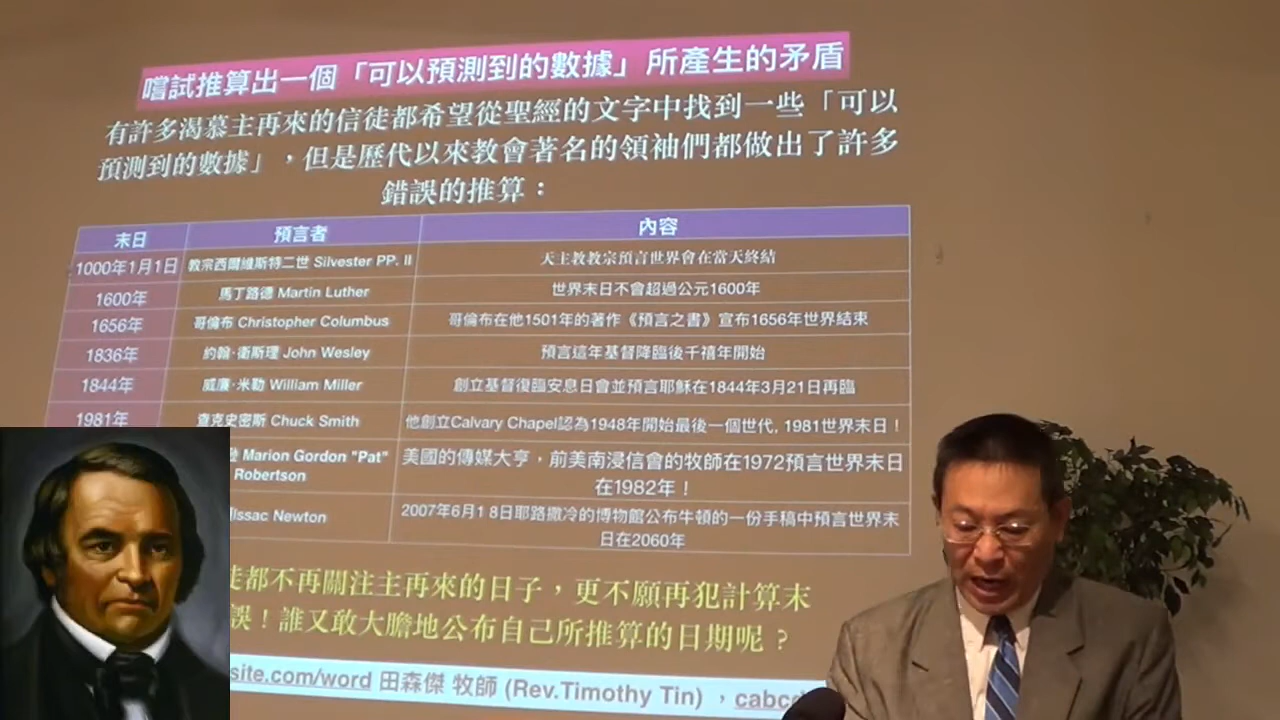 嚐試推算出一個「可以預測到的數據」所產生的矛盾
有許多渴慕主再來的信徒都希望從聖經的文字中找到一些「可以
預測到的數據」，但是歷代以來教會著名的領袖們都做出了許多
錯誤的推算：
末日 預言者 內容
1000年1月1日 教宗西爾維斯特二世 Silvester PP. II 天主教教宗預言世界會在當天終結
1600年 馬丁路德 Martin Luther 世界末日不會超過公元1600年
1656年 哥倫布 Christopher Columbus 哥倫布在他1501年的著作《預言之書》宣布1656年世界結束
1836年 約翰·衛斯理 John Wesley 預言這年基督降臨後千禧年開始
1844年 威廉·米勒 William Miller 創立基督復臨安息日會並預言耶穌在1844年3月21日再臨
1981年 查克史密斯 Chuck Smith 他創立Calvary Chapel認為1948年開始最後一個世代, 1981世界末日！
Marion Gordon "Pat" 美國的傳媒大亨，前美南浸信會的牧師在1972預言世界末日
Robertson 在1982年！
Issac Newton 2007年6月18日耶路撒冷的博物館公布牛頓的一份手稿中預言世界末
日在2060年
徒都不再關注主再來的日子，更不願再犯計算末
誤！誰又敢大膽地公布自己所推算的日期呢？
site.com/word 田森傑 牧師 (Rev.Timothy Tin) ，cabcd